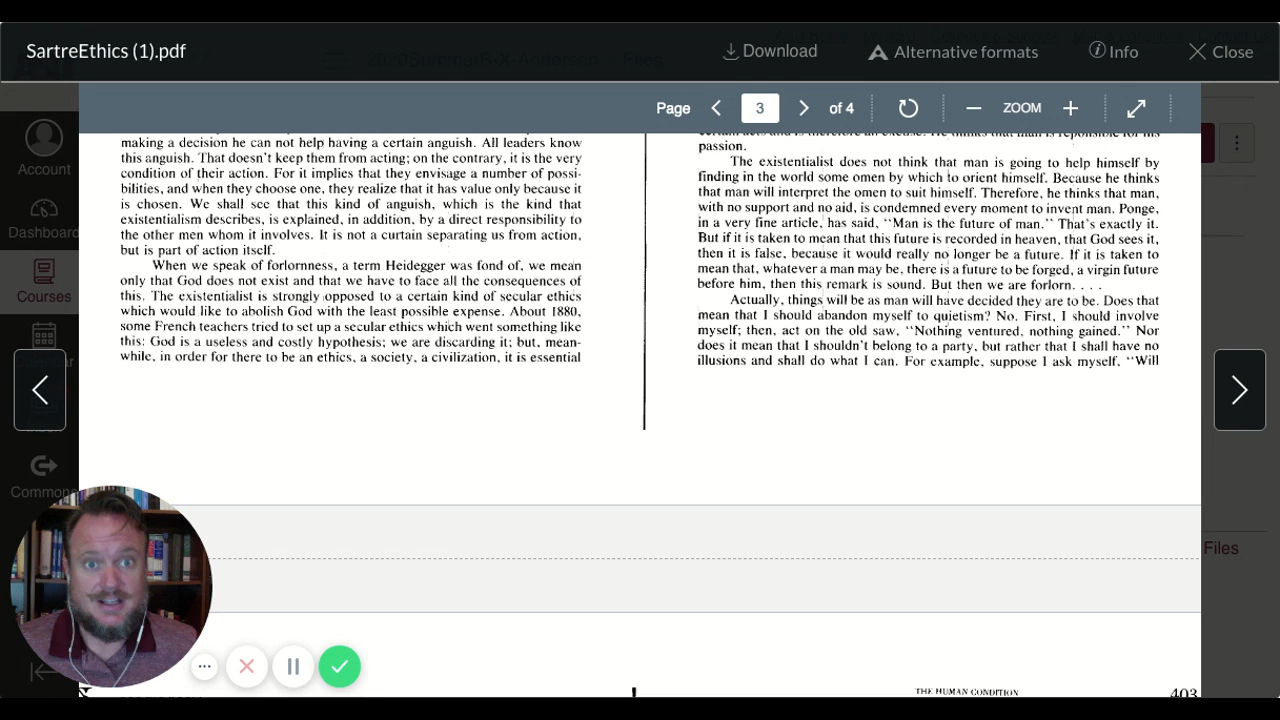 SartreEthics (1).pdf
Download
Alternative formats
Info
Close
Page
3
of 4
ZOOM
Account
Dashboard
Courses
Commons
Files
making a decision he can not help having a certain anguish. All leaders know
this anguish. That doesn't keep them from acting; on the contrary, it is the very
condition of their action. For it implies that they envisage a number of possi-
bilities, and when they choose one, they realize that it has value only because it
is chosen. We shall see that this kind of anguish, which is the kind that
existentialism describes, is explained, in addition, by a direct responsibility to
the other men whom it involves. It is not a curtain separating us from action,
but is part of action itself.
When we speak of forlornness, a term Heidegger was fond of, we mean
only that God does not exist and that we have to face all the consequences of
this. The existentialist is strongly opposed to a certain kind of secular ethics
which would like to abolish God with the least possible expense. About 1880,
some French teachers tried to set up a secular ethics which went something like
this: God is a useless and costly hypothesis; we are discarding it; but, mean-
while, in order for there to be an ethics, a society, a civilization, it is essential
certain acts and is therefore an excuse. He thinks that man is reponsible for his
passion.
The existentialist does not think that man is going to help himself by
finding in the world some omen by which to orient himself. Because he thinks
that man will interpret the omen to suit himself. Therefore, he thinks that man,
with no support and no aid, is condemned every moment to invent man. Ponge,
in a very fine article, has said, "Man is the future of man." That's exactly it.
But if it is taken to mean that this future is recorded in heaven, that God sees it,
then it is false, because it would really no longer be a future. If it is taken to
mean that, whatever a man may be, there is a future to be forged, a virgin future
before him, then this remark is sound. But then we are forlorn. . . .
Actually, things will be as man will have decided they are to be. Does that
mean that I should abandon myself to quietism? No. First, I should involve
myself; then, act on the old saw, "Nothing ventured, nothing gained." Nor
does it mean that I shouldn't belong to a party, but rather that I shall have no
illusions and shall do what I can. For example, suppose I ask myself, "Will
THE HUMAN CONDITION
403